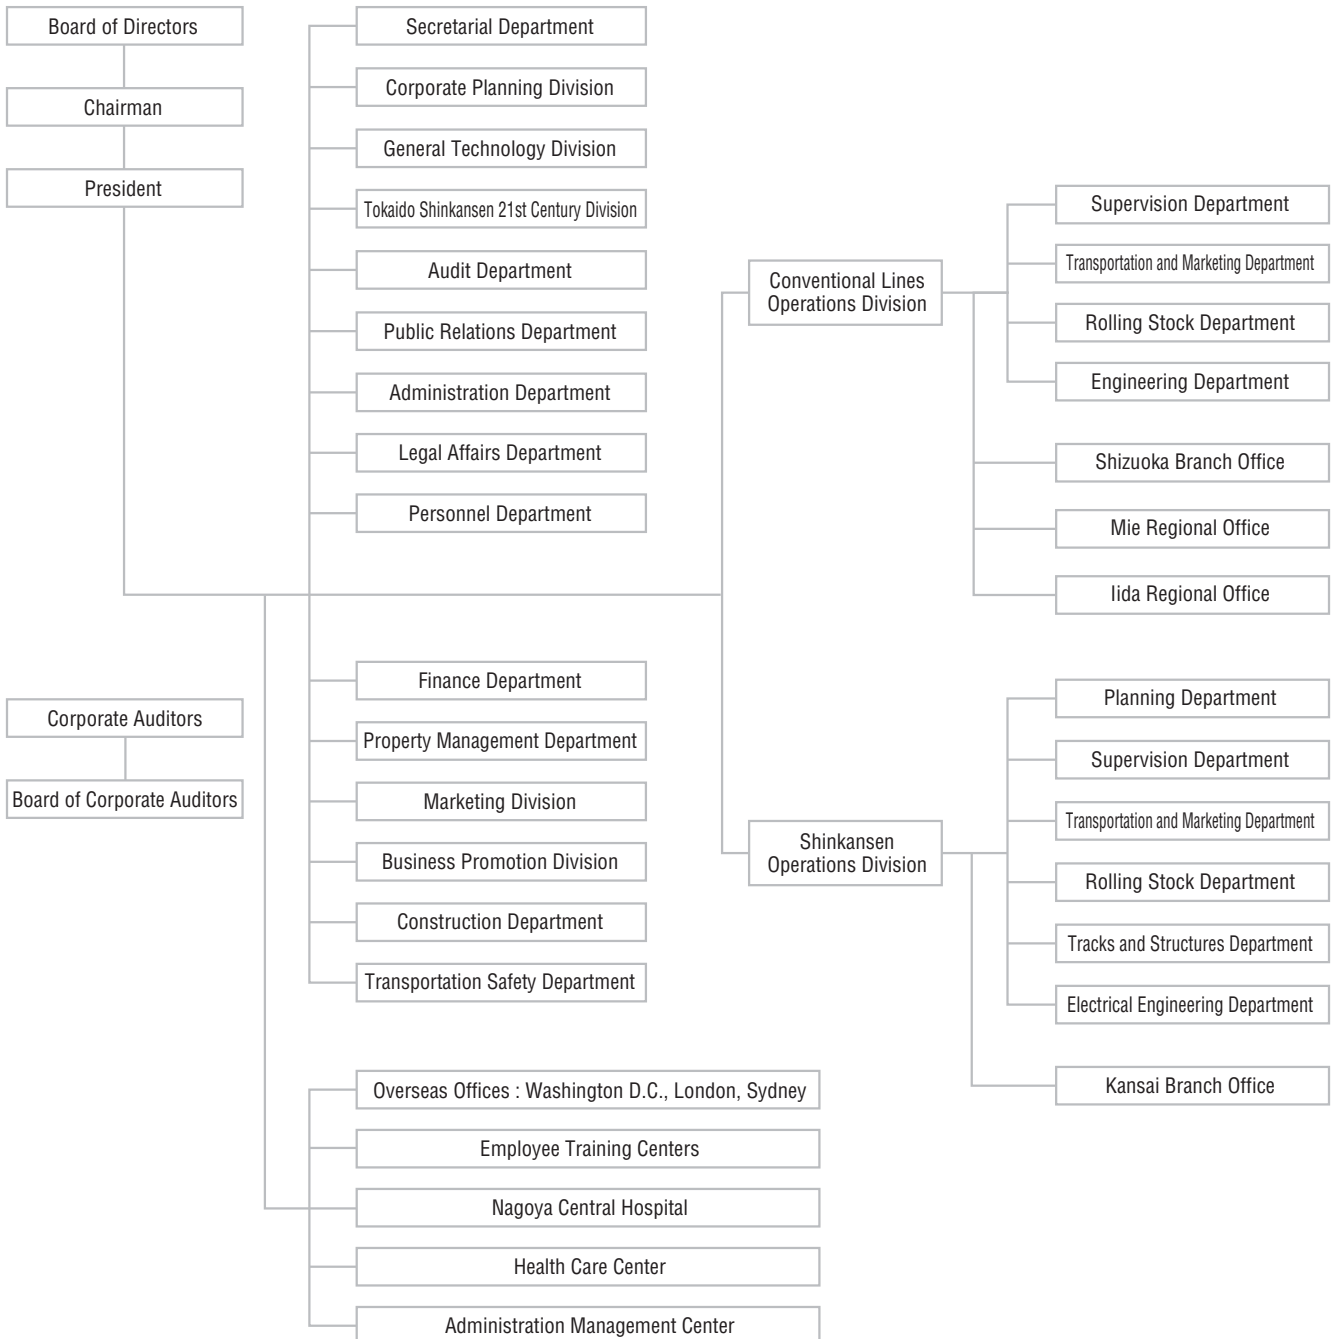 Board of Directors
Chairman
President
Corporate Auditors
Board of Corporate Auditors
Secretarial Department
Corporate Planning Division
General Technology Division
Tokaido Shinkansen 21st Century Division
Audit Department
Public Relations Department
Administration Department
Legal Affairs Department
Personnel Department
Finance Department
Property Management Department
Marketing Division
Business Promotion Division
Construction Department
Transportation Safety Department
Overseas Offices : Washington D.C., London, Sydney
Employee Training Centers
Nagoya Central Hospital
Health Care Center
Administration Management Center
Conventional Lines
Operations Division
Supervision Department
Transportation and Marketing Department
Rolling Stock Department
Engineering Department
Shizuoka Branch Office
Mie Regional Office
Iida Regional Office
Shinkansen
Operations Division
Planning Department
Supervision Department
Transportation and Marketing Department
Rolling Stock Department
Tracks and Structures Department
Electrical Engineering Department
Kansai Branch Office